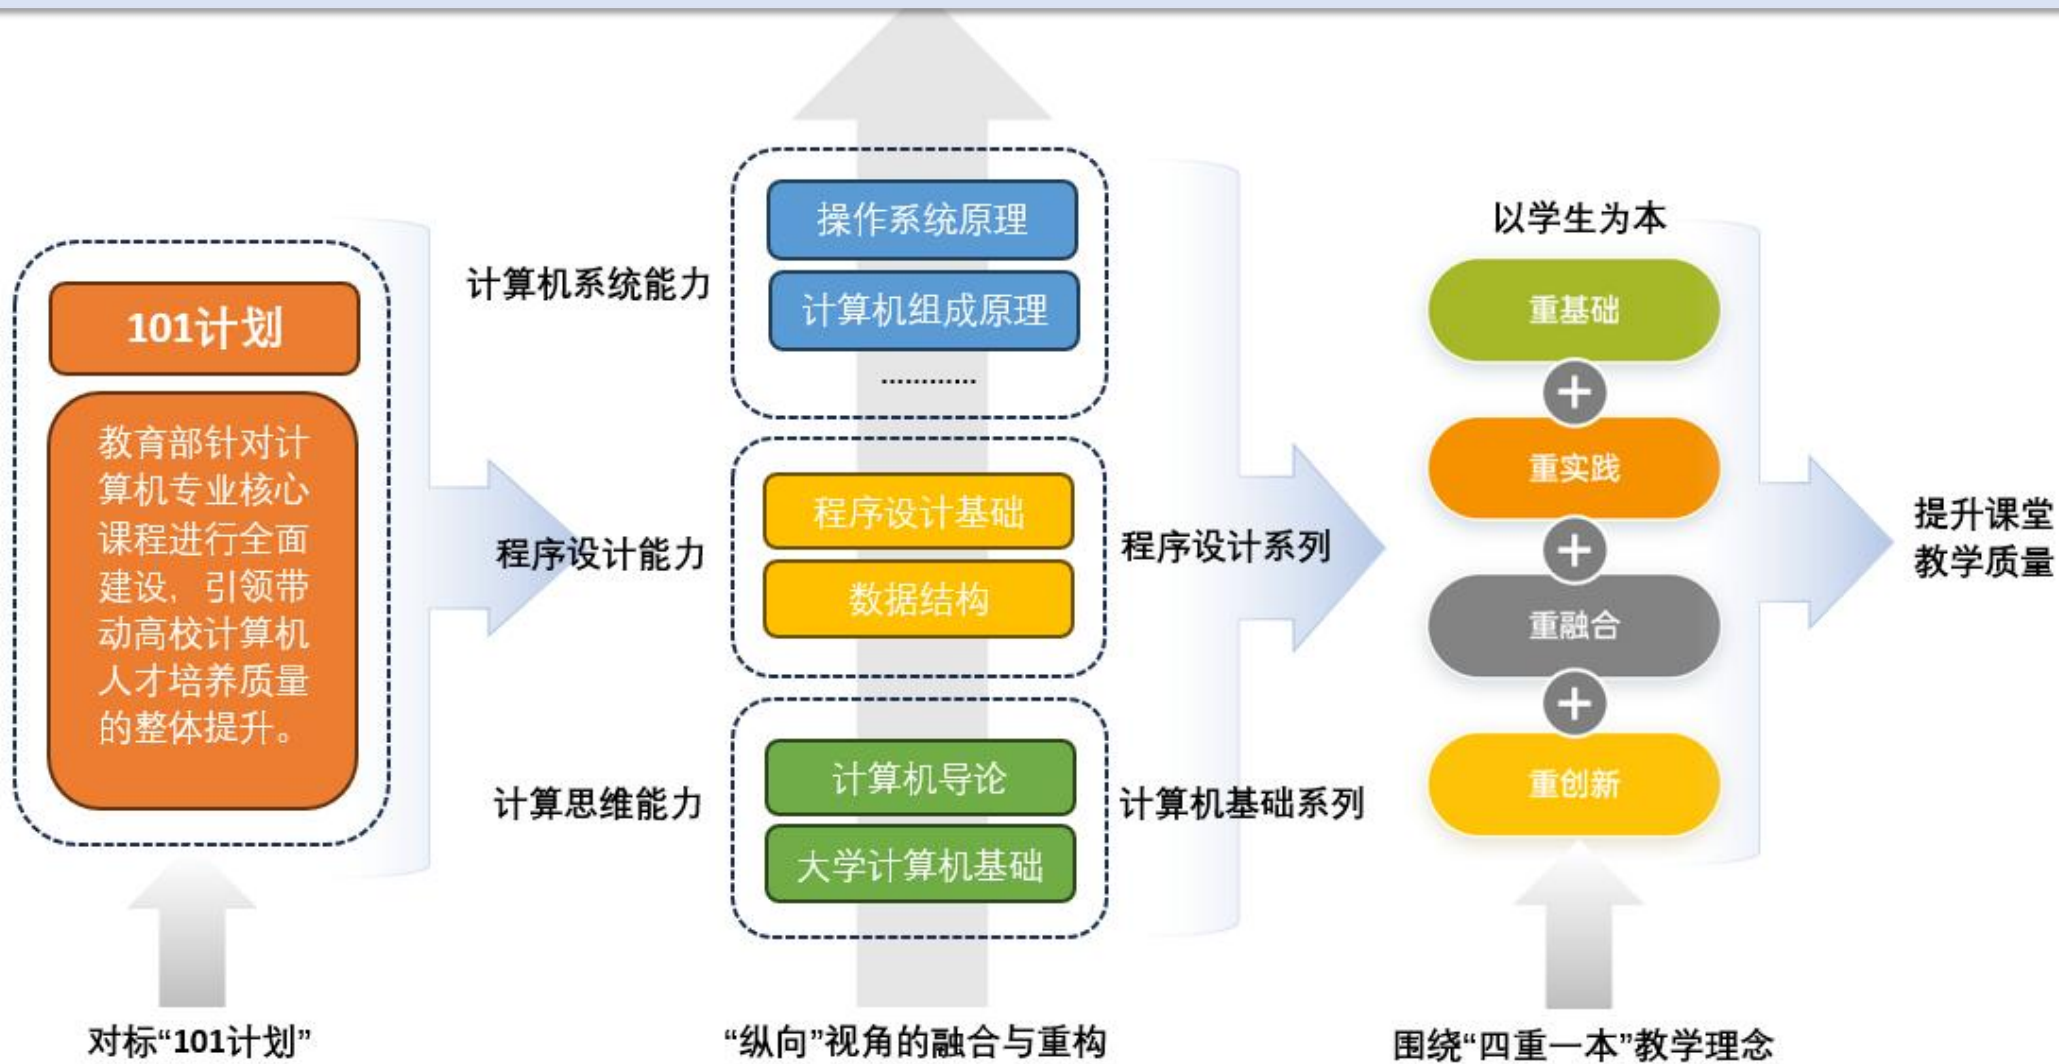 101计划
教育部针对计
算机专业核心
课程进行全面
建设，引领带
动高校计算机
人才培养质量
的整体提升。
对标“101计划”
计算机系统能力
程序设计能力
计算思维能力
操作系统原理
计算机组成原理
............
程序设计基础
数据结构
计算机导论
大学计算机基础
“纵向”视角的融合与重构
程序设计系列
计算机基础系列
以学生为本
重基础
+
重实践
+
重融合
+
重创新
围绕“四重一本”教学理念
提升课堂
教学质量